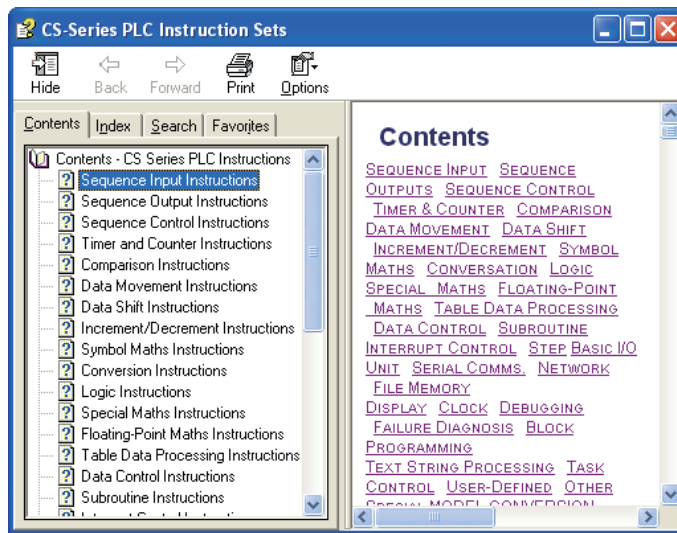 CS-Series PLC Instruction Sets
Hide Back Forward Print Options
Contents Index Search Favorites
Contents - CS Series PLC Instructions
Sequence Input Instructions
Sequence Output Instructions
Sequence Control Instructions
Timer and Counter Instructions
Comparison Instructions
Data Movement Instructions
Data Shift Instructions
Increment/Decrement Instructions
Symbol Maths Instructions
Conversion Instructions
Logic Instructions
Special Maths Instructions
Floating-Point Maths Instructions
Table Data Processing Instructions
Data Control Instructions
Subroutine Instructions
Contents
SEQUENCE INPUT SEQUENCE
OUTPUTS SEQUENCE CONTROL
TIMER & COUNTER COMPARISON
DATA MOVEMENT DATA SHIFT
INCREMENT/DECREMENT SYMBOL
MATHS CONVERSATION LOGIC
SPECIAL MATHS FLOATING-POINT
MATHS TABLE DATA PROCESSING
DATA CONTROL SUBROUTINE
INTERRUPT CONTROL STEP BASIC I/O
UNIT SERIAL COMMS. NETWORK
FILE MEMORY
DISPLAY CLOCK DEBUGGING
FAILURE DIAGNOSIS BLOCK
PROGRAMMING
TEXT STRING PROCESSING TASK
CONTROL USER-DEFINED OTHER
SPECIAL MODEL CONVERSION